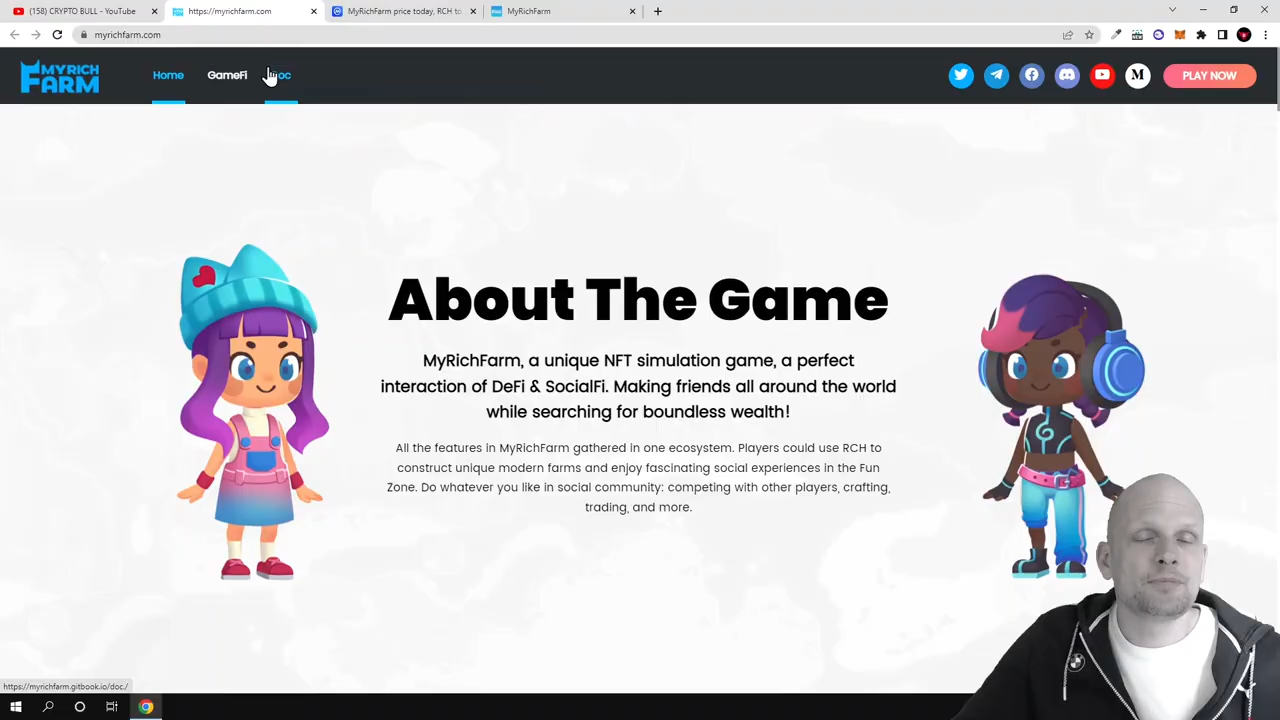 (158) CRYPTO BULL - YouTube
https://myrichfarm.com
MyRichFarm price today, RCH to
MyRichFarm
myrichfarm.com
MYRICH
FARM
Home
GameFi
PLAY NOW
About The Game
MyRichFarm, a unique NFT simulation game, a perfect
interaction of DeFi & SocialFi. Making friends all around the world
while searching for boundless wealth!
All the features in MyRichFarm gathered in one ecosystem. Players could use RCH to
construct unique modern farms and enjoy fascinating social experiences in the Fun
Zone. Do whatever you like in social community: competing with other players, crafting,
trading, and more.
https://myrichfarm.gitbook.io/doc./